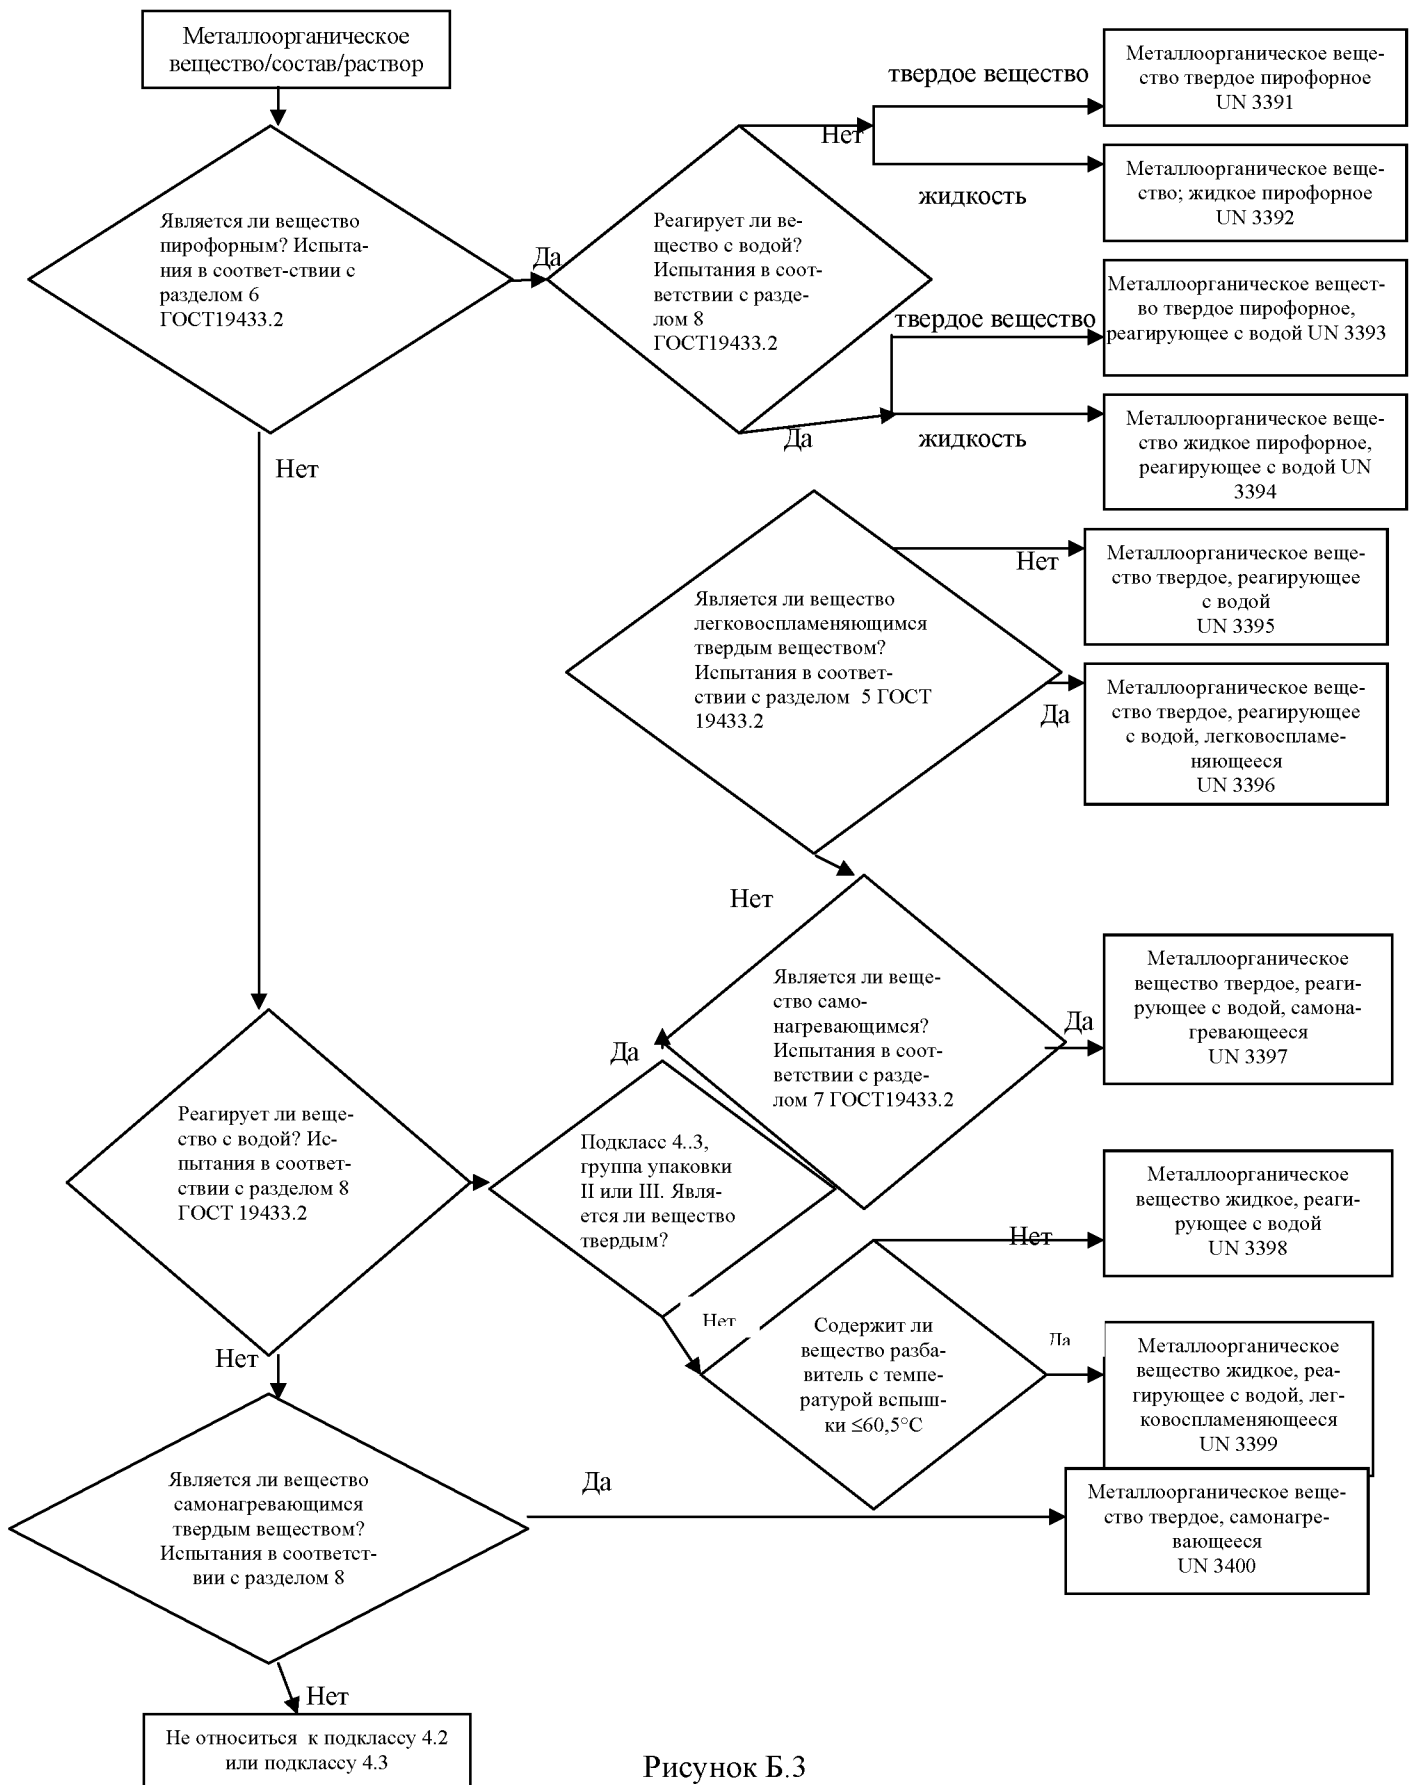 Металлоорганическое
вещество/состав/раствор
твердое вещество
Металлоорганическое веще-
ство твердое пирофорное
UN 3391
Нет
Металлоорганическое веще-
ство; жидкое пирофорное
UN 3392
жидкость
Является ли вещество
пирофорным? Испыта-
ния в соответ-ствии с
разделом 6
ГОСТ19433.2
Да
Реагирует ли ве-
щество с водой?
Испытания в соот-
ветствии с разде-
лом 8
ГОСТ19433.2
твердое вещество
Металлоорганическое вещест-
во твердое пирофорное,
реагирующее с водой UN 3393
Да
жидкость
Металлоорганическое веще-
ство жидкое пирофорное,
реагирующее с водой UN
3394
Нет
Является ли вещество
легковоспламеняющимся
твердым веществом?
Испытания в соответ-
ствии с разделом  5 ГОСТ
19433.2
Нет
Металлоорганическое веще-
ство твердое, реагирующее
с водой
UN 3395
Да
Металлоорганическое веще-
ство твердое, реагирующее
с водой, легковоспламе-
няющееся
UN 3396
Нет
Является ли веще-
ство само-
нагревающимся?
Испытания в соот-
ветствии с разде-
лом 7 ГОСТ19433.2
Да
Металлоорганическое
вещество твердое, реаги-
рующее с водой, самона-
гревающееся
UN 3397
Да
Реагирует ли веще-
ство с водой? Ис-
пытания в соответ-
ствии с разделом 8
ГОСТ 19433.2
Подкласс 4..3,
группа упаковки
II или III. Явля-
ется ли вещество
твердым?
Металлоорганическое
вещество жидкое, реаги-
рующее с водой
UN 3398
Нет
Нет
Содержит ли
вещество разба-
витель с темпе-
ратурой вспыш-
ки ≤60,5°С
Да
Металлоорганическое
вещество жидкое, реа-
гирующее с водой, лег-
ковоспламеняющееся
UN 3399
Нет
Является ли вещество
самонагревающимся
твердым веществом?
Испытания в соответст-
вии с разделом 8
Да
Металлоорганическое веще-
ство твердое, самонагре-
вающееся
UN 3400
Нет
Не относиться  к подклассу 4.2
или подклассу 4.3
Рисунок Б.3